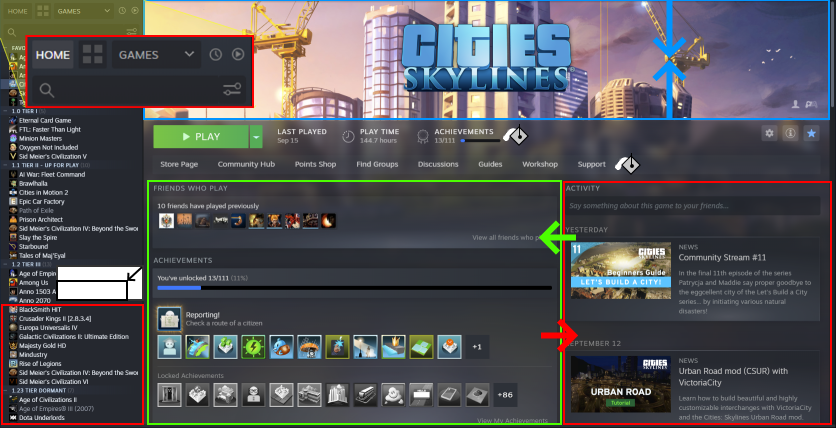 HOME GAMES
HOME GAMES
1.0 TIER I
Eternal Card Game
FTL: Faster Than Light
Minion Masters
Oxygen Not Included
Sid Meier's Civilization V
1.1 TIER II - UP FOR PLAY
AI War: Fleet Command
Brawlhalla
Cities in Motion 2
Epic Car Factory
Path of Exile
Prison Architect
Sid Meier's Civilization IV: Beyond the Sword
Slay the Spire
Starbound
Tales of Maj'Eyal
1.2 TIER III
Age of Empir
Among Us
Anno 1503 A
Anno 2070
BlackSmith HIT
Crusader Kings II [2.8.3.4]
Europa Universalis IV
Galactic Civilizations II: Ultimate Edition
Majesty Gold HD
Mindustry
Rise of Legions
Sid Meier's Civilization IV: Beyond the Sword
Sid Meier's Civilization VI
1.23 TIER DORMANT
Age of Civilizations II
Age of EmpiresⓇ III (2007)
Dota Underlords
CITIES
SKYLINES
PLAY
LAST PLAYED
Sep 15
PLAY TIME
144.7 hours
ACHIEVEMENTS
13/111
Store Page Community Hub Points Shop Find Groups Discussions Guides Workshop Support
FRIENDS WHO PLAY
10 friends have played previously
View all friends who p
ACHIEVEMENTS
You've unlocked 13/111 (11%)
Reporting!
Check a route of a citizen
+1
Locked Achievements
+86
View My Achievements
ACTIVITY
Say something about this game to your friends...
YESTERDAY
11
CITIES
SKYLINES
Beginners Guide
LET'S BUILD A CITY!
NEWS
Community Stream #11
In the final 11th episode of the series
Patrycja and Maddie say proper goodbye to
the eggcellent city of the Let's Build a City
series... by initiating various natural
disasters!
EPTEMBER 12
CITIES
SKYLINES
URBAN ROAD
Tutorial
NEWS
Urban Road mod (CSUR) with
VictoriaCity
Learn how to build beautiful and highly
customizable interchanges with VictoriaCity
and the Cities: Skylines Urban Road mod.